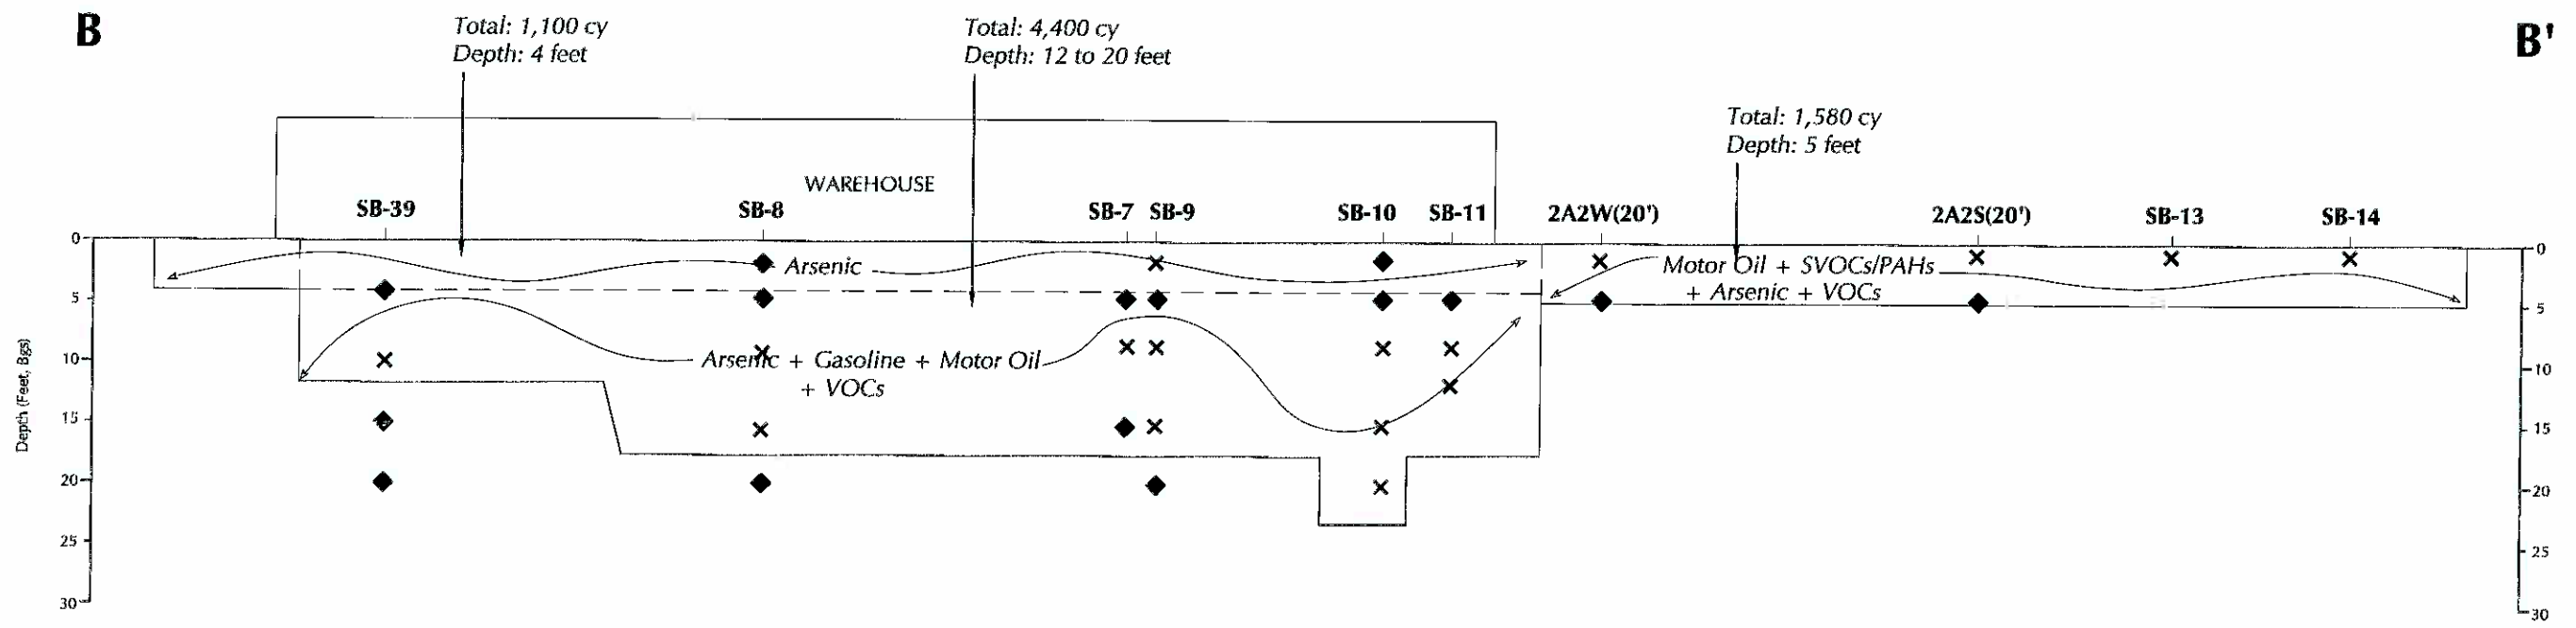 B
Total: 1,100 cy
Depth: 4 feet
Total: 4,400 cy
Depth: 12 to 20 feet
B'
Total: 1,580 cy
Depth: 5 feet
WAREHOUSE
SB-39
SB-8
SB-7
SB-9
SB-10
SB-11
2A2W(20')
2A2S(20')
SB-13
SB-14
0
5
10
15
20
25
30
Depth (Feet, Bgs)
Arsenic
Motor Oil + SVOCs/PAHs
+ Arsenic + VOCs
Arsenic + Gasoline + Motor Oil
+ VOCs
0
5
10
15
20
25
30